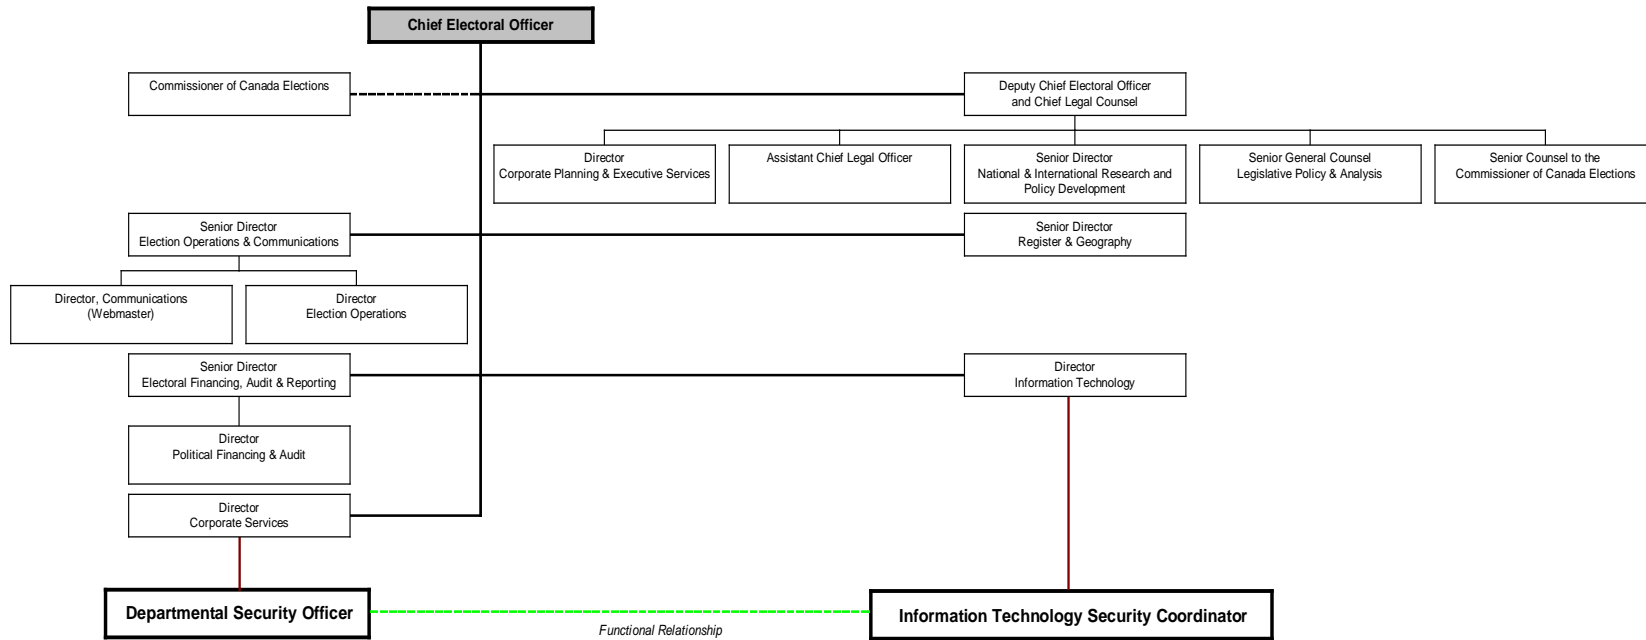 Chief Electoral Officer
Commissioner of Canada Elections
Deputy Chief Electoral Officer
and Chief Legal Counsel
Director
Corporate Planning & Executive Services
Assistant Chief Legal Officer
Senior Director
National & International Research and
Policy Development
Senior General Counsel
Legislative Policy & Analysis
Senior Counsel to the
Commissioner of Canada Elections
Senior Director
Election Operations & Communications
Senior Director
Register & Geography
Director, Communications
(Webmaster)
Director
Election Operations
Senior Director
Electoral Financing, Audit & Reporting
Director
Information Technology
Director
Political Financing & Audit
Director
Corporate Services
Departmental Security Officer
Information Technology Security Coordinator
Functional Relationship